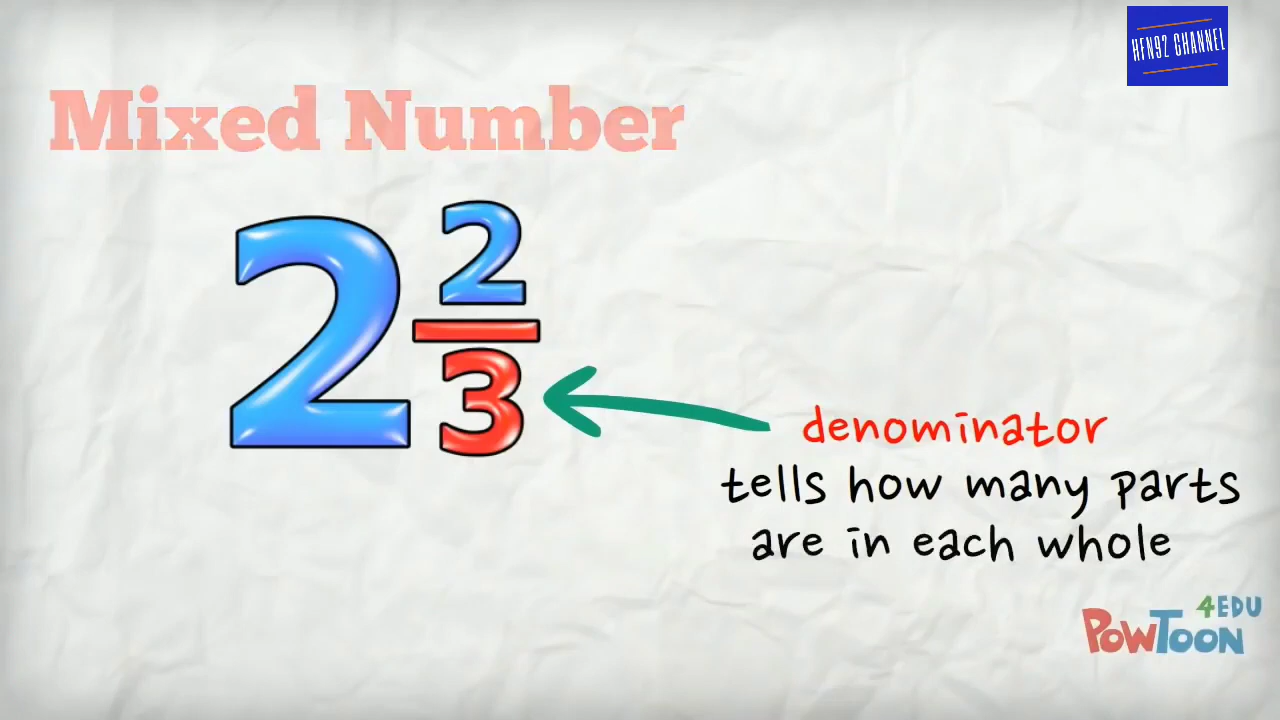 HFN92 CHANNEL
Mixed Number
2 2/3
denominator
tells how many parts
are in each whole
4EDU
POWTOON